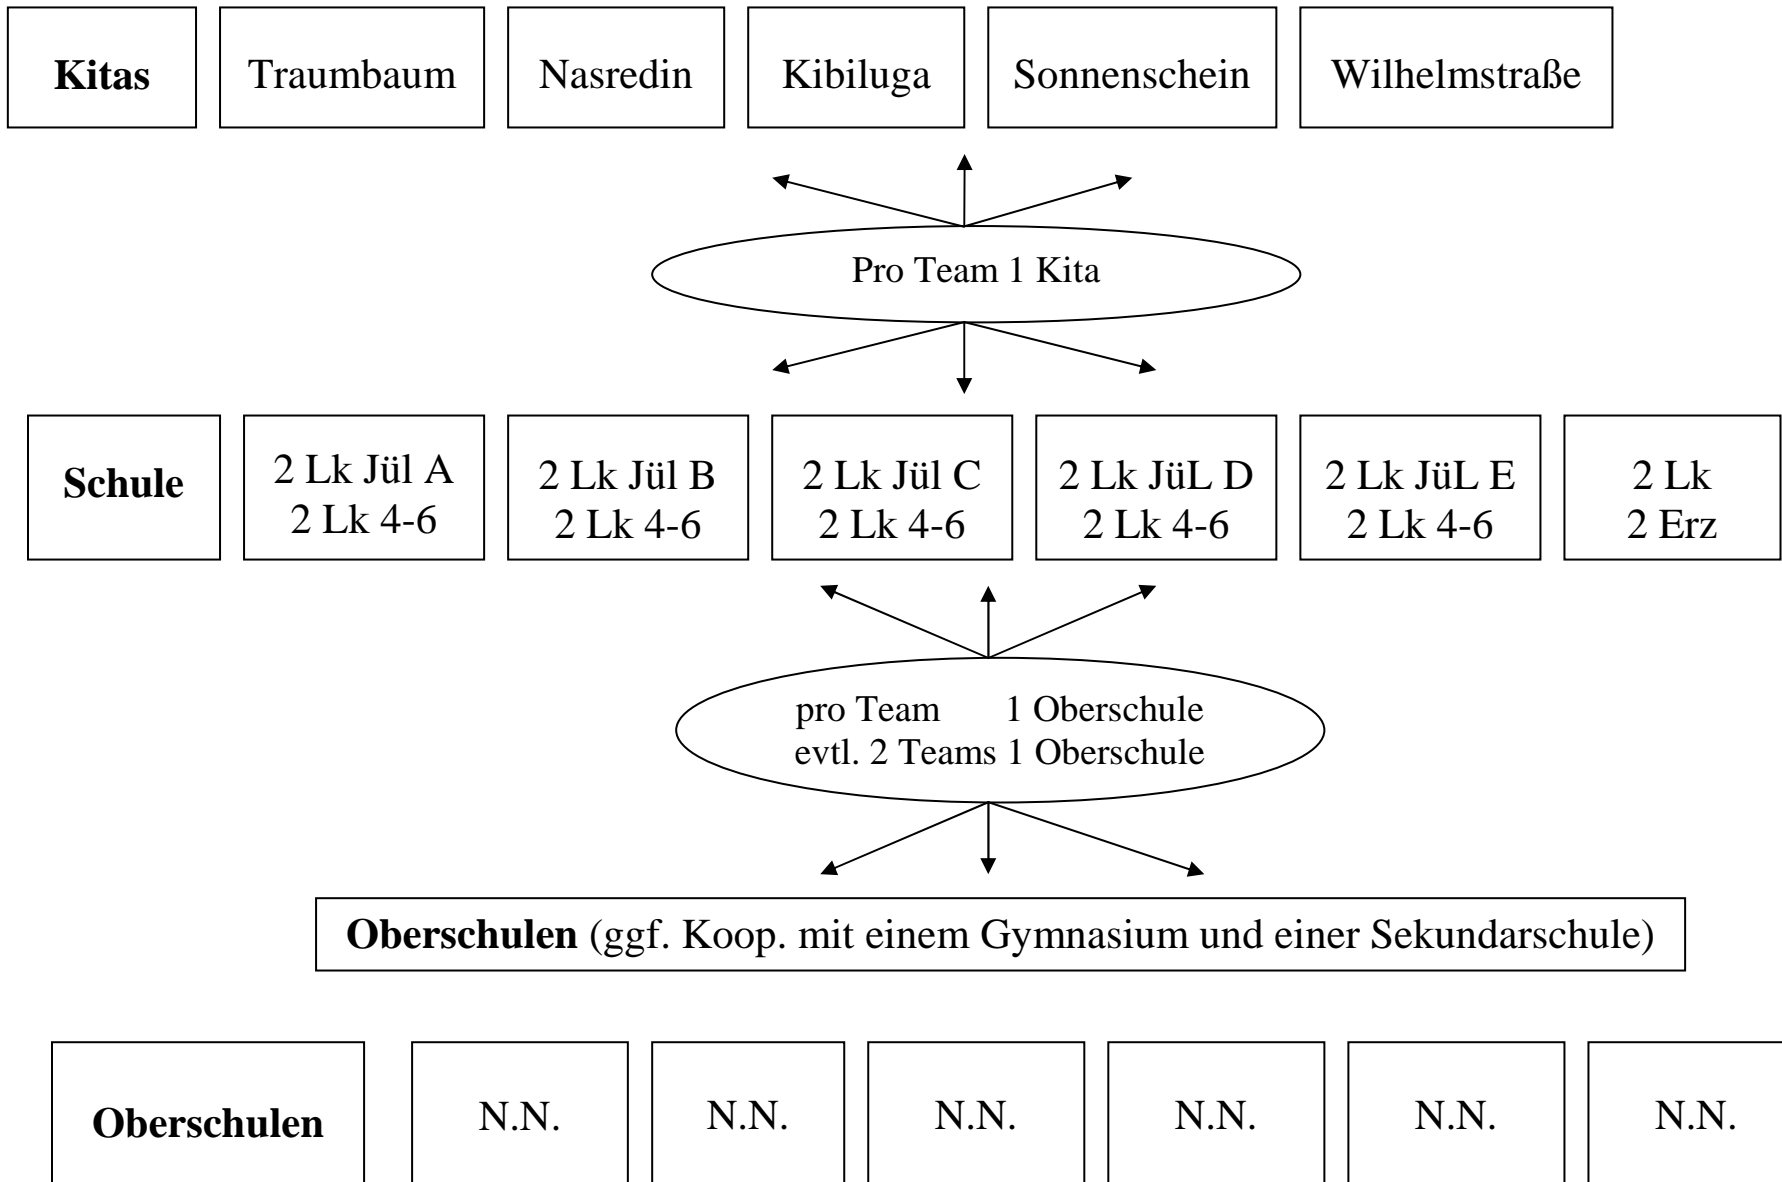 Kitas
Traumbaum
Nasredin
Kibiluga
Sonnenschein
Wilhelmstraße
Pro Team 1 Kita
Schule
2 Lk Jül A
2 Lk 4-6
2 Lk Jül B
2 Lk 4-6
2 Lk Jül C
2 Lk 4-6
2 Lk JüL D
2 Lk 4-6
2 Lk JüL E
2 Lk 4-6
2 Lk
2 Erz
pro Team 1 Oberschule
evtl. 2 Teams 1 Oberschule
Oberschulen (ggf. Koop. mit einem Gymnasium und einer Sekundarschule)
Oberschulen
N.N.
N.N.
N.N.
N.N.
N.N.
N.N.